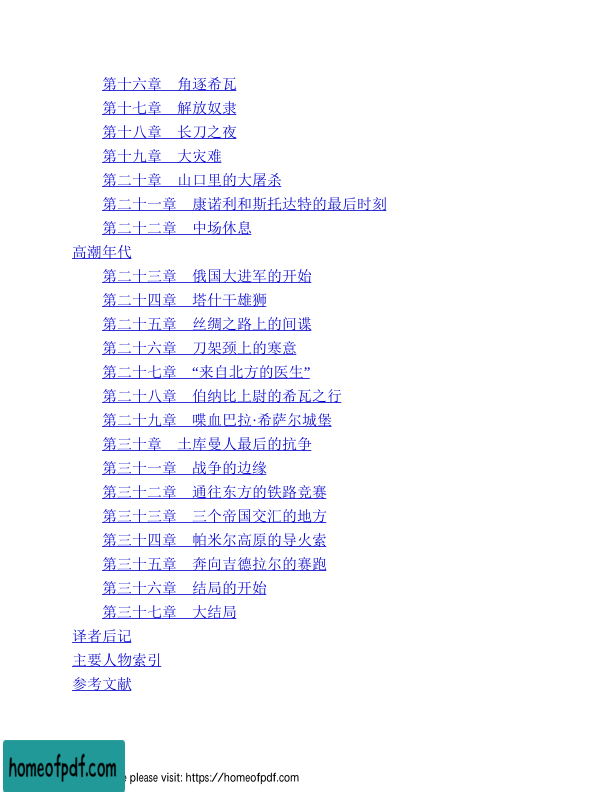 第十六章　角逐希瓦
第十七章　解放奴隶
第十八章　长刀之夜
第十九章　大灾难
第二十章　山口里的大屠杀
第二十一章　康诺利和斯托达特的最后时刻
第二十二章　中场休息
高潮年代
第二十三章　俄国大进军的开始
第二十四章　塔什干雄狮
第二十五章　丝绸之路上的间谍
第二十六章　刀架颈上的寒意
第二十七章　“来自北方的医生”
第二十八章　伯纳比上尉的希瓦之行
第二十九章　喋血巴拉·希萨尔城堡
第三十章　土库曼人最后的抗争
第三十一章　战争的边缘
第三十二章　通往东方的铁路竞赛
第三十三章　三个帝国交汇的地方
第三十四章　帕米尔高原的导火索
第三十五章　奔向吉德拉尔的赛跑
第三十六章　结局的开始
第三十七章　大结局
译者后记
主要人物索引
参考文献
homeofpdf.com
please visit: https://homeofpdf.com